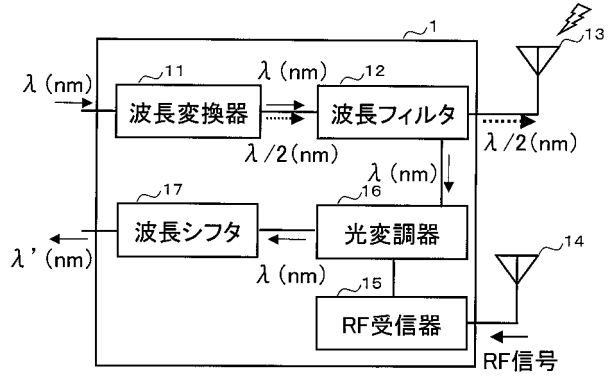 1
13
11
12
λ(nm)
λ(nm)
波長変換器
波長フィルタ
λ/2(nm)
λ/2(nm)
λ(nm)
17
16
14
波長シフタ
光変調器
λ'(nm)
λ(nm)
15
RF受信器
RF信号